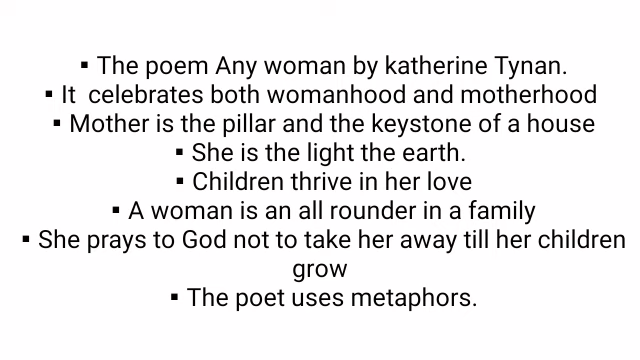 ▪ The poem Any woman by katherine Tynan.
▪ It  celebrates both womanhood and motherhood
▪ Mother is the pillar and the keystone of a house
▪ She is the light the earth.
▪ Children thrive in her love
▪ A woman is an all rounder in a family
▪ She prays to God not to take her away till her children
grow
▪ The poet uses metaphors.